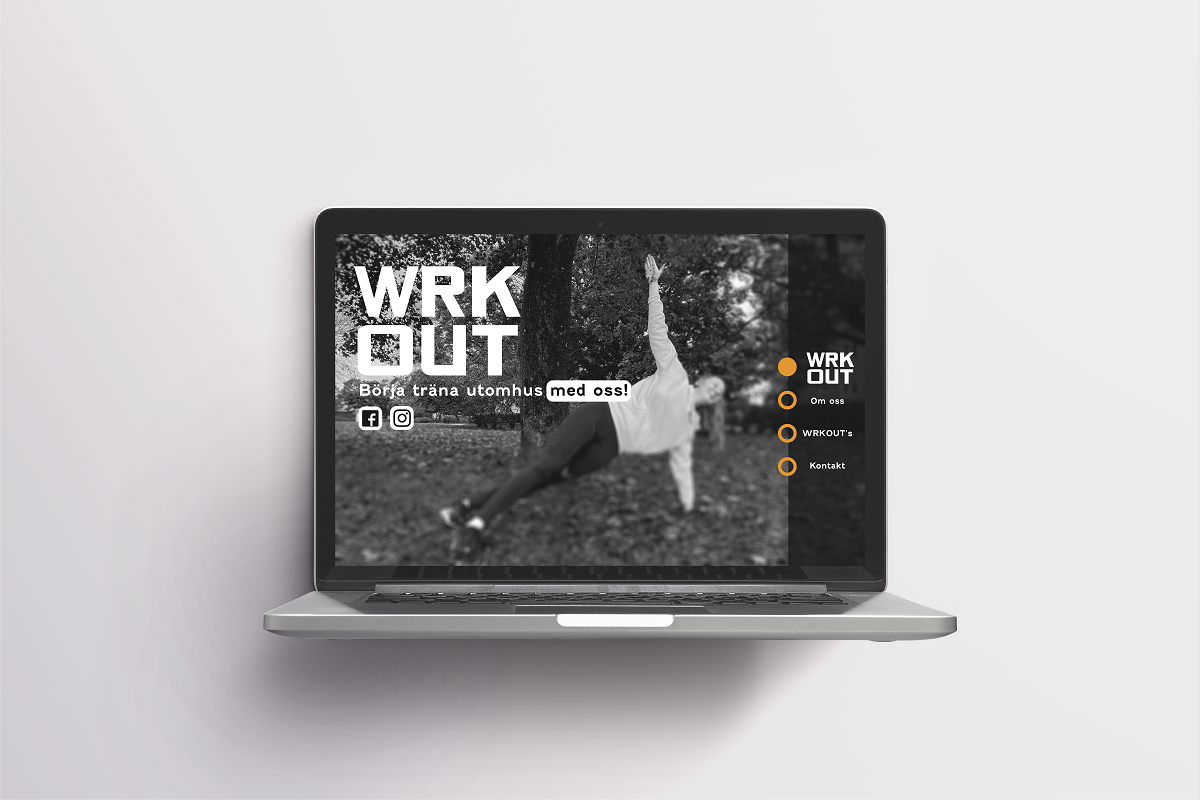 WRK
OUT
Börja träna utomhus med oss!
WRK
OUT
Om oss
WRKOUT's
Kontakt